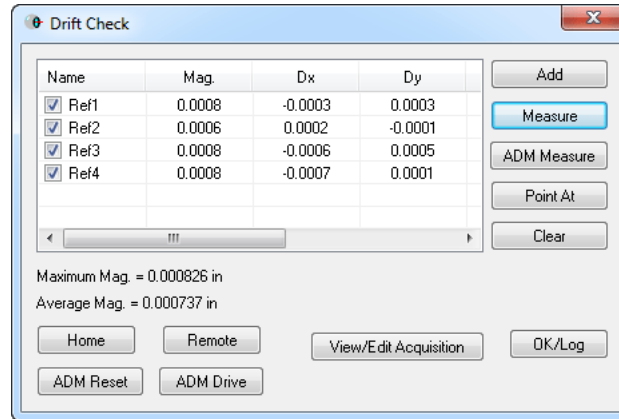 Drift Check
Name Mag. Dx Dy
Ref1 0.0008 -0.0003 0.0003
Ref2 0.0006 0.0002 -0.0001
Ref3 0.0008 -0.0006 0.0005
Ref4 0.0008 -0.0007 0.0001
Add
Measure
ADM Measure
Point At
Clear
Maximum Mag. = 0.000826 in
Average Mag. = 0.000737 in
Home Remote View/Edit Acquisition OK/Log
ADM Reset ADM Drive